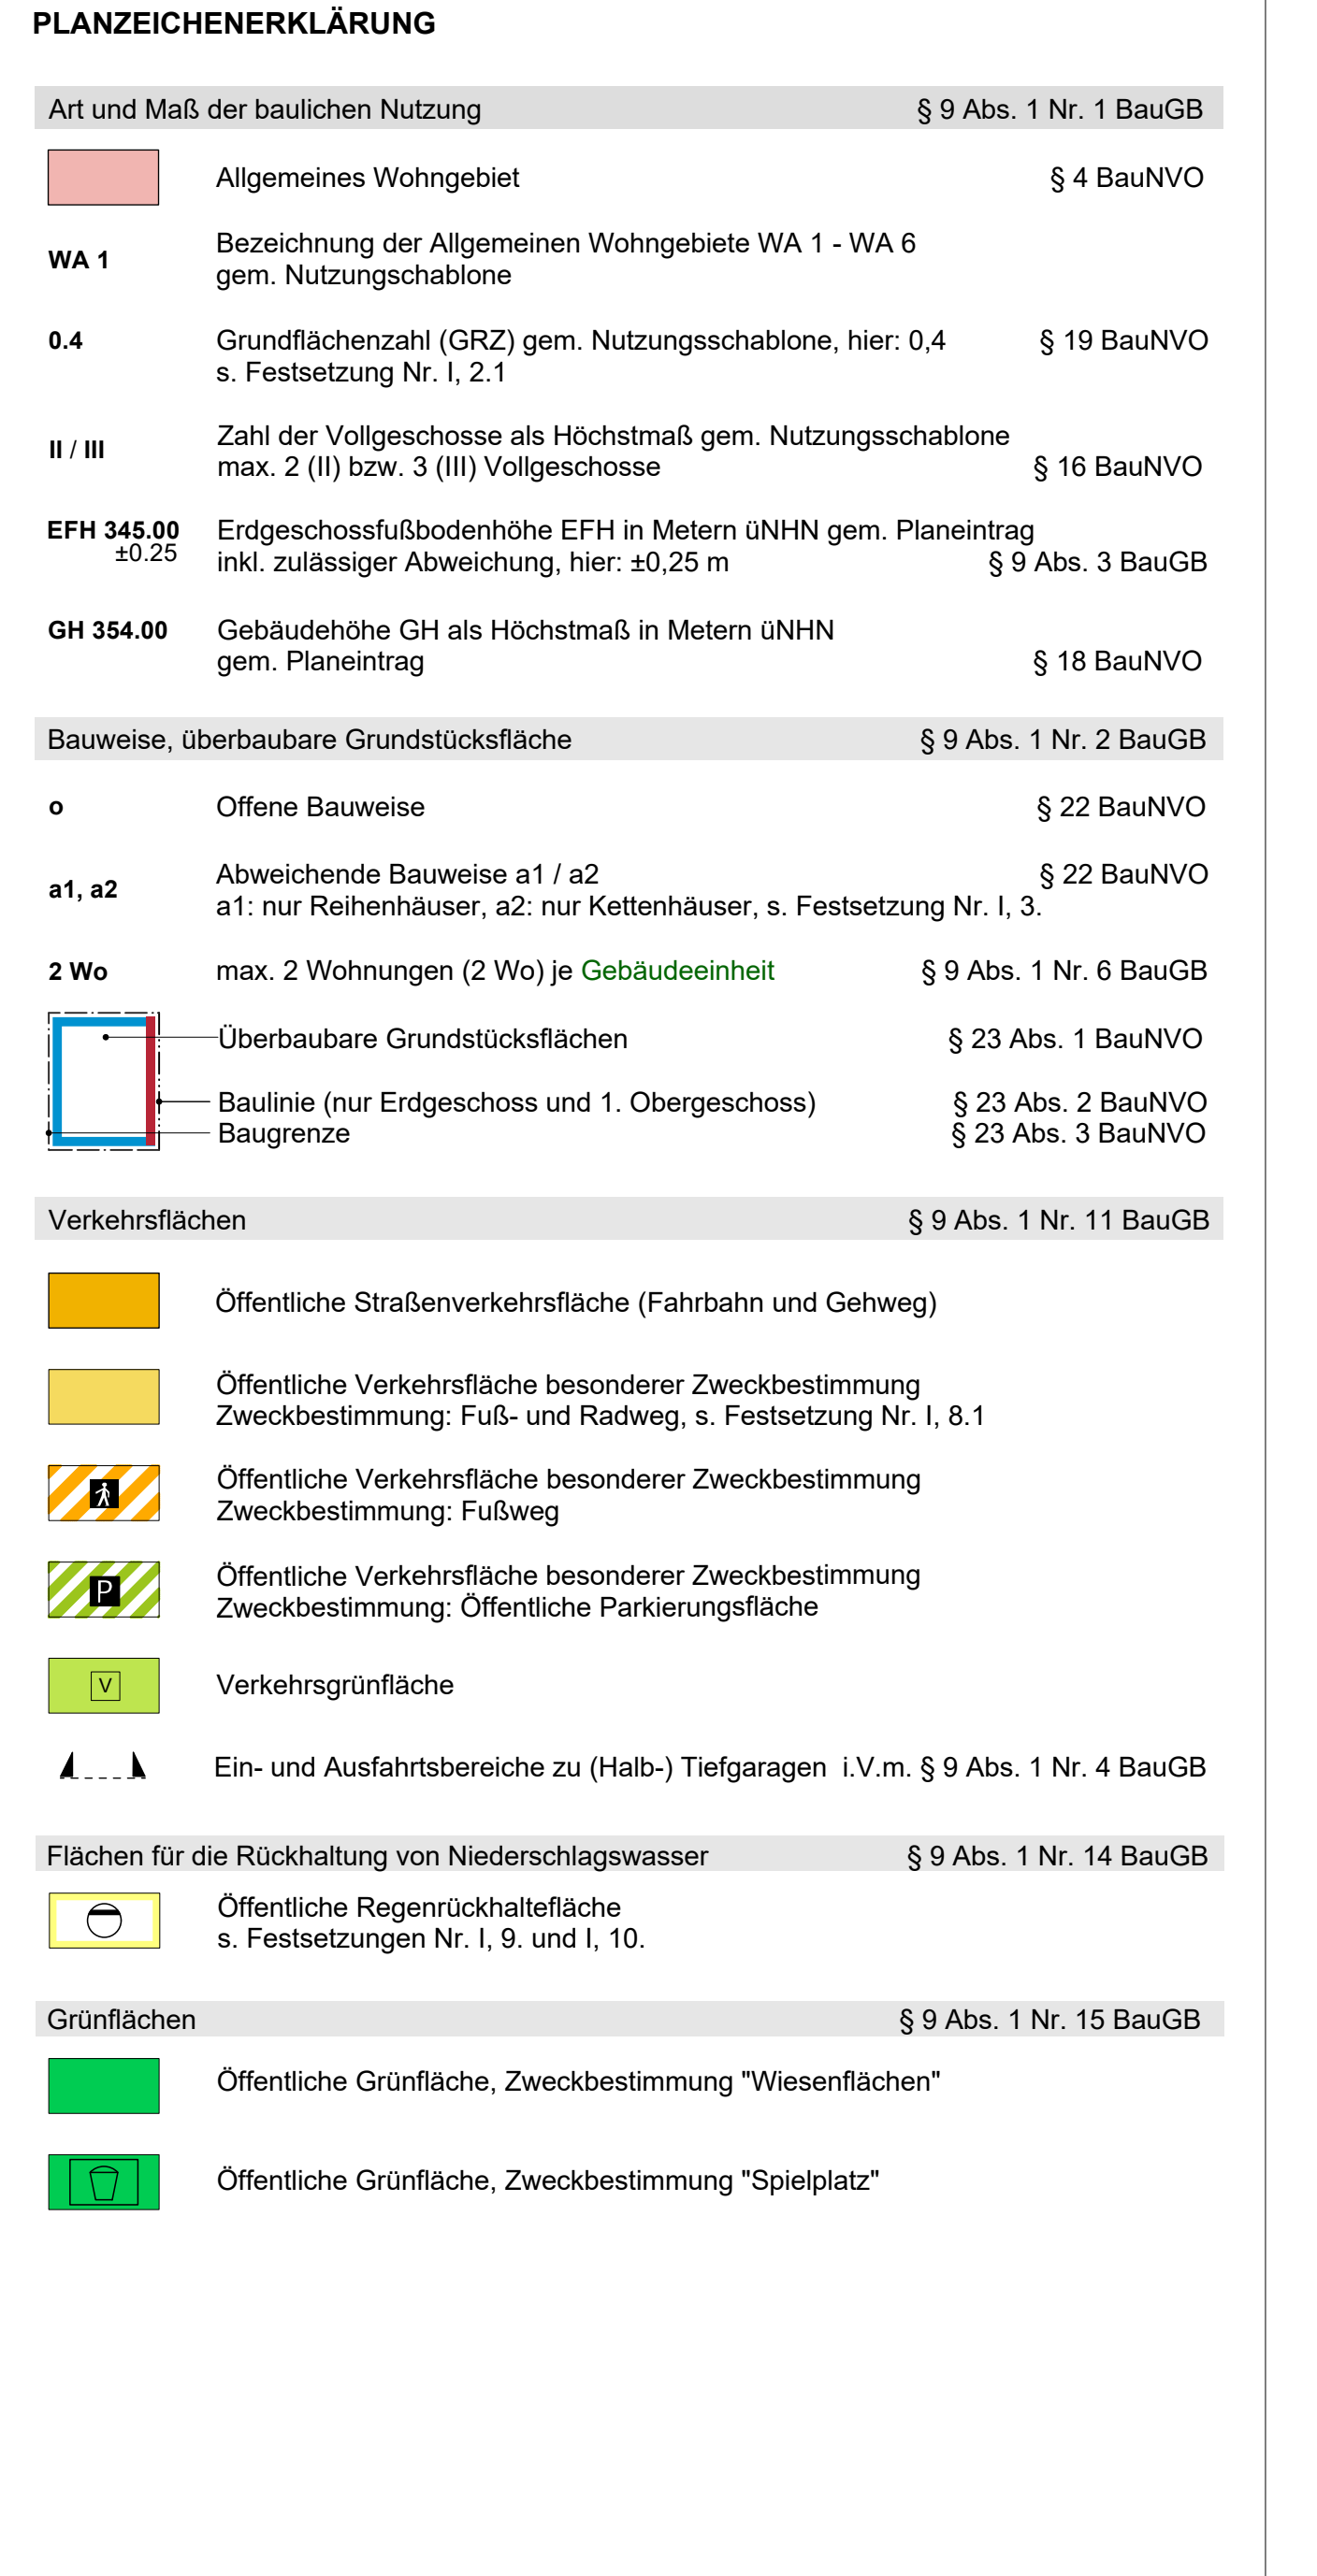 PLANZEICHENERKLÄRUNG
Art und Maß der baulichen Nutzung § 9 Abs. 1 Nr. 1 BauGB
Allgemeines Wohngebiet § 4 BauNVO
WA 1 Bezeichnung der Allgemeinen Wohngebiete WA 1 - WA 6
gem. Nutzungschablone
0.4 Grundflächenzahl (GRZ) gem. Nutzungsschablone, hier: 0,4 § 19 BauNVO
s. Festsetzung Nr. I, 2.1
II / III Zahl der Vollgeschosse als Höchstmaß gem. Nutzungsschablone
max. 2 (II) bzw. 3 (III) Vollgeschosse § 16 BauNVO
EFH 345.00 Erdgeschossfußbodenhöhe EFH in Metern üNHN gem. Planeintrag
±0.25 inkl. zulässiger Abweichung, hier: ±0,25 m § 9 Abs. 3 BauGB
GH 354.00 Gebäudehöhe GH als Höchstmaß in Metern üNHN
gem. Planeintrag § 18 BauNVO
Bauweise, überbaubare Grundstücksfläche § 9 Abs. 1 Nr. 2 BauGB
o Offene Bauweise § 22 BauNVO
a1, a2 Abweichende Bauweise a1 / a2 § 22 BauNVO
a1: nur Reihenhäuser, a2: nur Kettenhäuser, s. Festsetzung Nr. I, 3.
2 Wo max. 2 Wohnungen (2 Wo) je Gebäudeeinheit § 9 Abs. 1 Nr. 6 BauGB
Überbaubare Grundstücksflächen § 23 Abs. 1 BauNVO
Baulinie (nur Erdgeschoss und 1. Obergeschoss) § 23 Abs. 2 BauNVO
Baugrenze § 23 Abs. 3 BauNVO
Verkehrsflächen § 9 Abs. 1 Nr. 11 BauGB
Öffentliche Straßenverkehrsfläche (Fahrbahn und Gehweg)
Öffentliche Verkehrsfläche besonderer Zweckbestimmung
Zweckbestimmung: Fuß- und Radweg, s. Festsetzung Nr. I, 8.1
Öffentliche Verkehrsfläche besonderer Zweckbestimmung
Zweckbestimmung: Fußweg
Öffentliche Verkehrsfläche besonderer Zweckbestimmung
P Zweckbestimmung: Öffentliche Parkierungsfläche
V Verkehrsgrünfläche
Ein- und Ausfahrtsbereiche zu (Halb-) Tiefgaragen i.V.m. § 9 Abs. 1 Nr. 4 BauGB
Flächen für die Rückhaltung von Niederschlagswasser § 9 Abs. 1 Nr. 14 BauGB
Öffentliche Regenrückhaltefläche
s. Festsetzungen Nr. I, 9. und I, 10.
Grünflächen § 9 Abs. 1 Nr. 15 BauGB
Öffentliche Grünfläche, Zweckbestimmung "Wiesenflächen"
Öffentliche Grünfläche, Zweckbestimmung "Spielplatz"